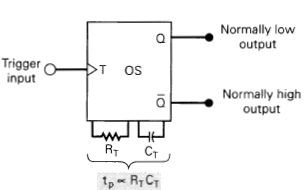 Normally low
output
Q
Trigger
input
T
OS
Normally high
output
Q̅
R_T
C_T
t_p ∝ R_T C_T